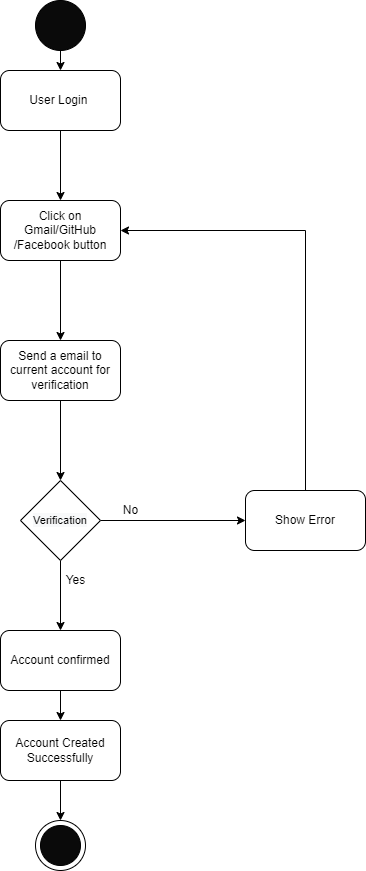 User Login
Click on
Gmail/GitHub
/Facebook button
Send a email to
current account for
verification
Verification
No
Show Error
Yes
Account confirmed
Account Created
Successfully